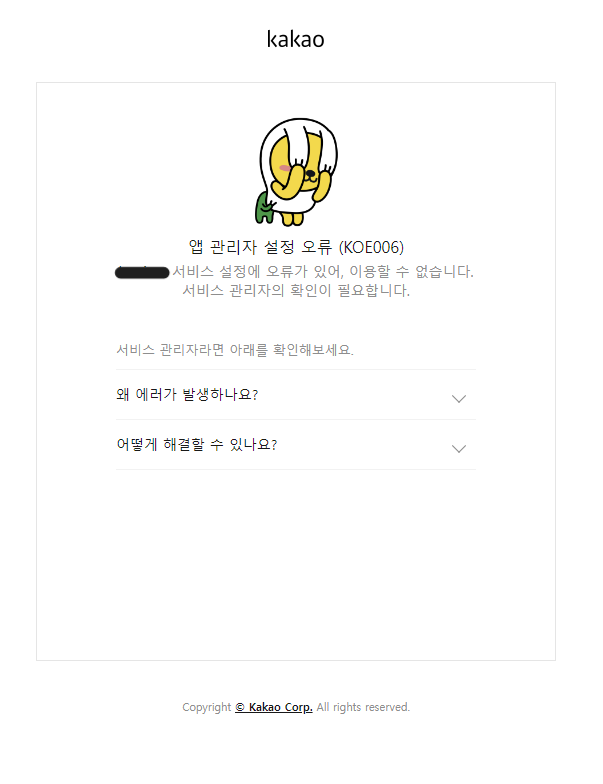 kakao
앱 관리자 설정 오류 (KOE006)
서비스 설정에 오류가 있어, 이용할 수 없습니다.
서비스 관리자의 확인이 필요합니다.
서비스 관리자라면 아래를 확인해보세요.
왜 에러가 발생하나요?
어떻게 해결할 수 있나요?
Copyright © Kakao Corp. All rights reserved.